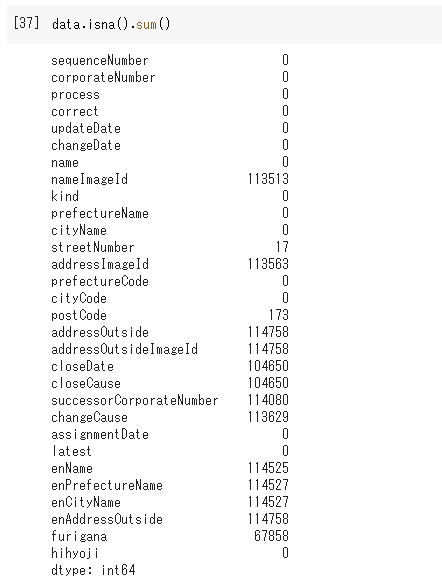 [37] data.isna().sum()
sequenceNumber 0
corporateNumber 0
process 0
correct 0
updateDate 0
changeDate 0
name 0
nameImageId 113513
kind 0
prefectureName 0
cityName 0
streetNumber 17
addressImageId 113563
prefectureCode 0
cityCode 0
postCode 173
addressOutside 114758
addressOutsideImageId 114758
closeDate 104650
closeCause 104650
successorCorporateNumber 114080
changeCause 113629
assignmentDate 0
latest 0
enName 114525
enPrefectureName 114527
enCityName 114527
enAddressOutside 114758
furigana 67858
hihyoji 0
dtype: int64